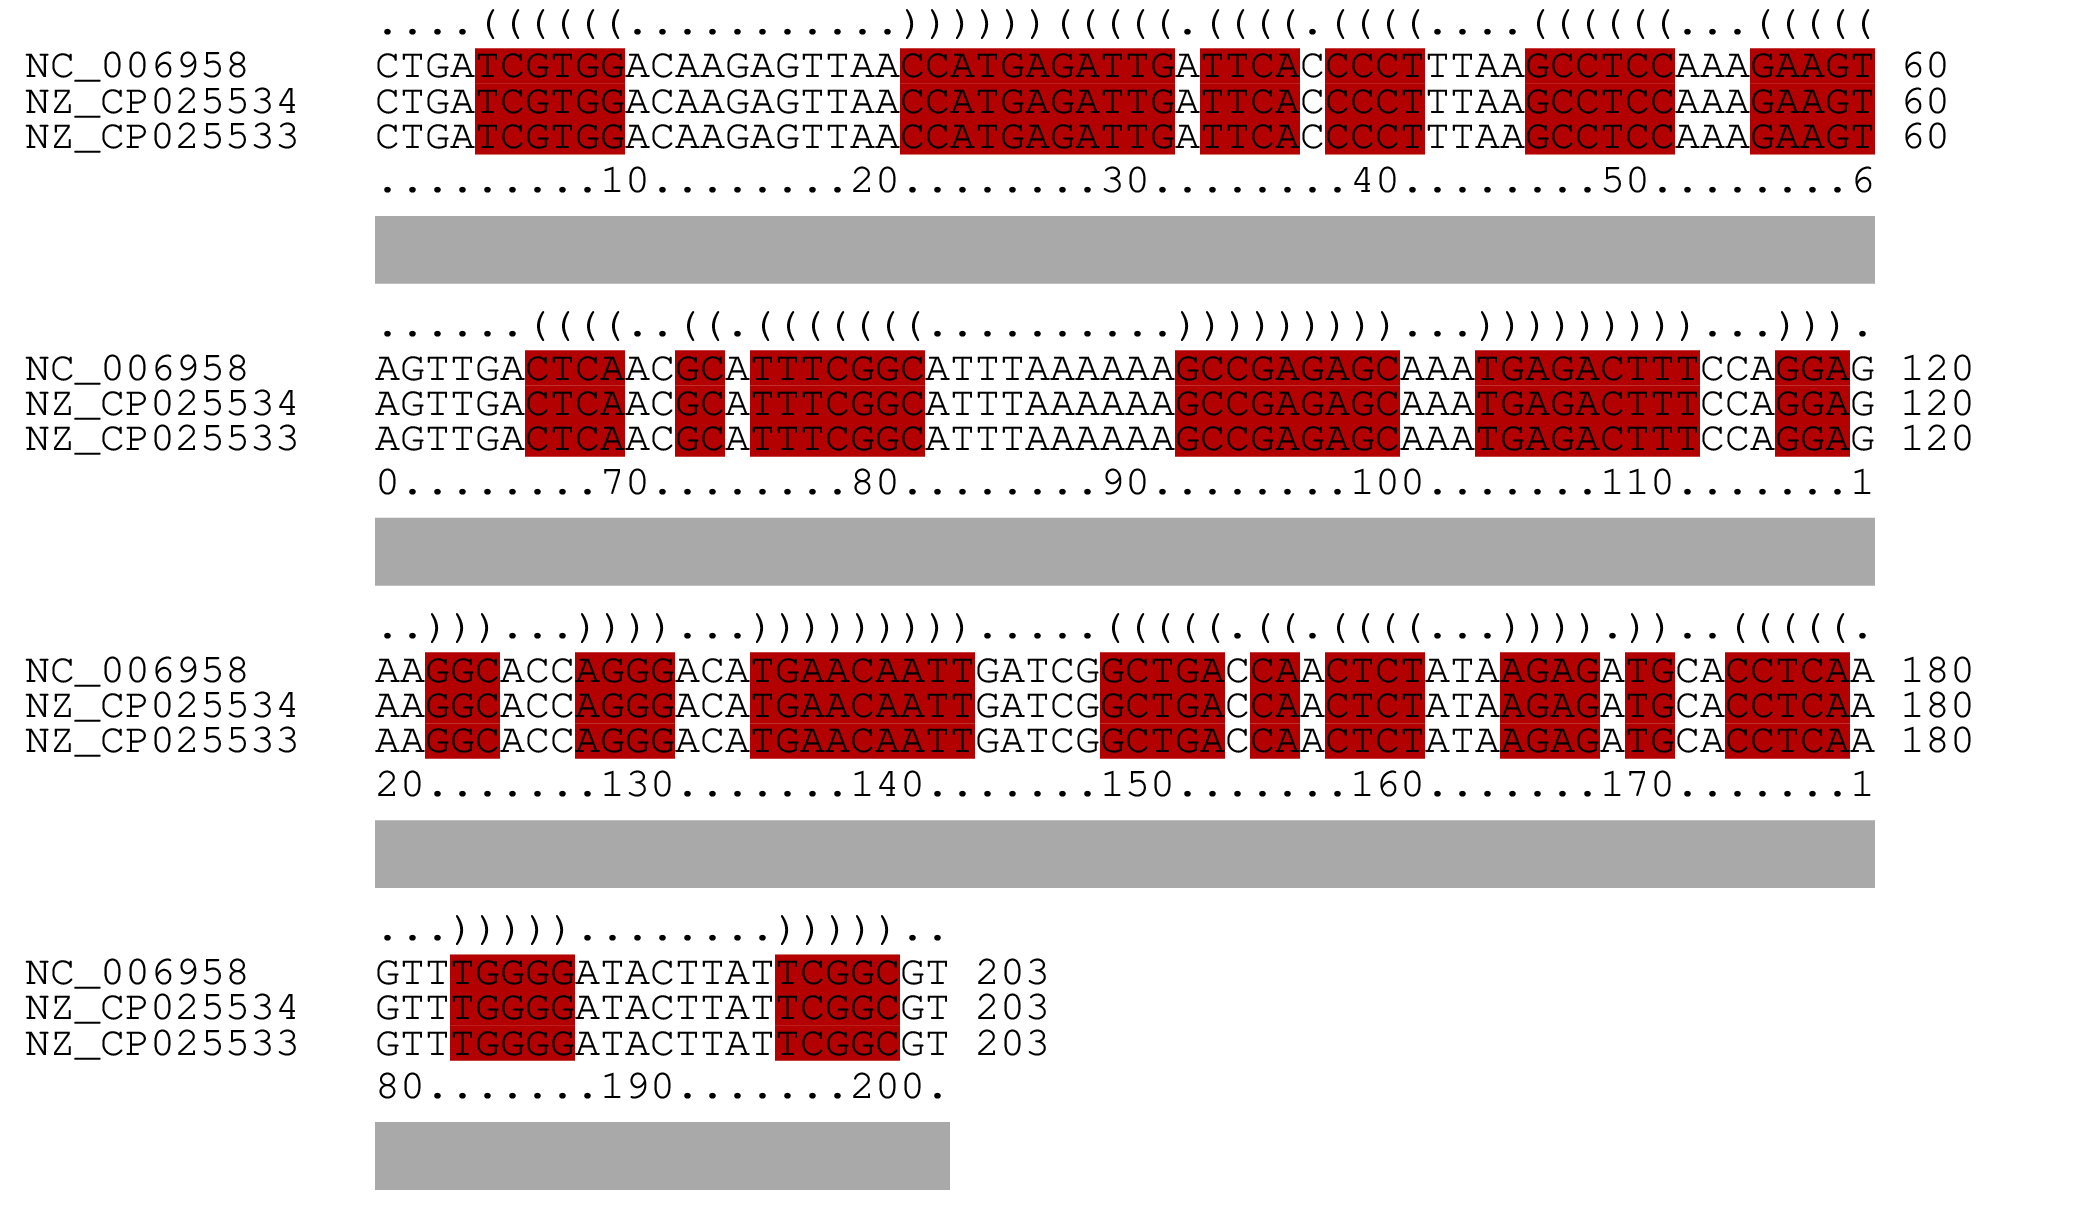 ....((((((...........))))))(((((.((((.((((....((((((...(((((
NC_006958 CTGATCGTGGACAAGAGTTAACCATGAGATTGATTCACCCCTTTAAGCCTCCAAAGAAGT 60
NZ_CP025534 CTGATCGTGGACAAGAGTTAACCATGAGATTGATTCACCCCTTTAAGCCTCCAAAGAAGT 60
NZ_CP025533 CTGATCGTGGACAAGAGTTAACCATGAGATTGATTCACCCCTTTAAGCCTCCAAAGAAGT 60
.........10........20........30........40........50........6
......((((..((.(((((((..........)))))))))...)))))))))...))).
NC_006958 AGTTGACTCAACGCATTTCGGCATTTAAAAAAGCCGAGAGCAAATGAGACTTTCCAGGAG 120
NZ_CP025534 AGTTGACTCAACGCATTTCGGCATTTAAAAAAGCCGAGAGCAAATGAGACTTTCCAGGAG 120
NZ_CP025533 AGTTGACTCAACGCATTTCGGCATTTAAAAAAGCCGAGAGCAAATGAGACTTTCCAGGAG 120
0........70........80........90........100.......110.......1
..)))...))))...))))))))).....(((((.((.((((...)))).))..(((((.
NC_006958 AAGGCACCAGGGACATGAACAATTGATCGGCTGACCAACTCTATAAGAGATGCACCTCAA 180
NZ_CP025534 AAGGCACCAGGGACATGAACAATTGATCGGCTGACCAACTCTATAAGAGATGCACCTCAA 180
NZ_CP025533 AAGGCACCAGGGACATGAACAATTGATCGGCTGACCAACTCTATAAGAGATGCACCTCAA 180
20.......130.......140.......150.......160.......170.......1
...)))))........)))))..
NC_006958 GTTTGGGGATACTTATTCGGCGT 203
NZ_CP025534 GTTTGGGGATACTTATTCGGCGT 203
NZ_CP025533 GTTTGGGGATACTTATTCGGCGT 203
80.......190.......200.